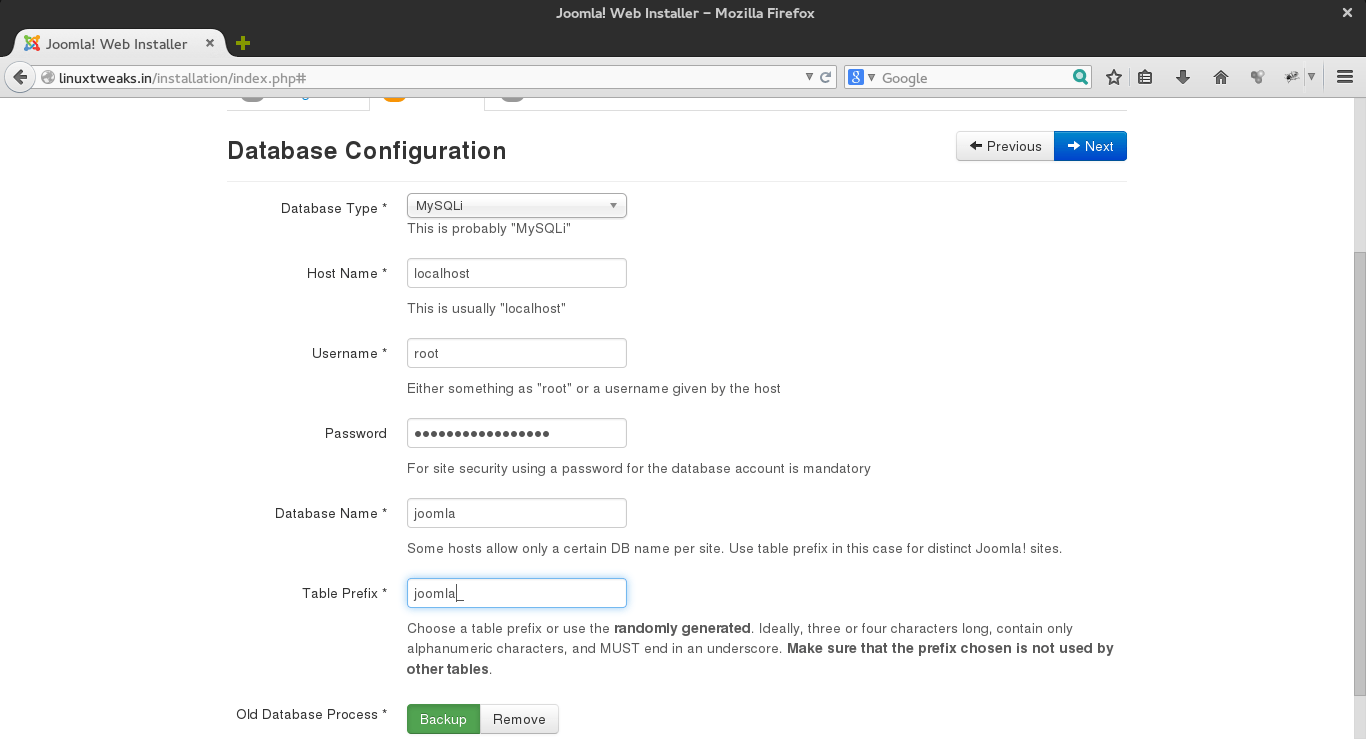 Joomla! Web Installer – Mozilla Firefox
Joomla! Web Installer
linuxtweaks.in/installation/index.php#
Google
Database Configuration
Previous
Next
Database Type *
MySQLi
This is probably "MySQLi"
Host Name *
localhost
This is usually "localhost"
Username *
root
Either something as "root" or a username given by the host
Password
•••••••••••••••••
For site security using a password for the database account is mandatory
Database Name *
joomla
Some hosts allow only a certain DB name per site. Use table prefix in this case for distinct Joomla! sites.
Table Prefix *
joomla_
Choose a table prefix or use the randomly generated. Ideally, three or four characters long, contain only
alphanumeric characters, and MUST end in an underscore. Make sure that the prefix chosen is not used by
other tables.
Old Database Process *
Backup
Remove